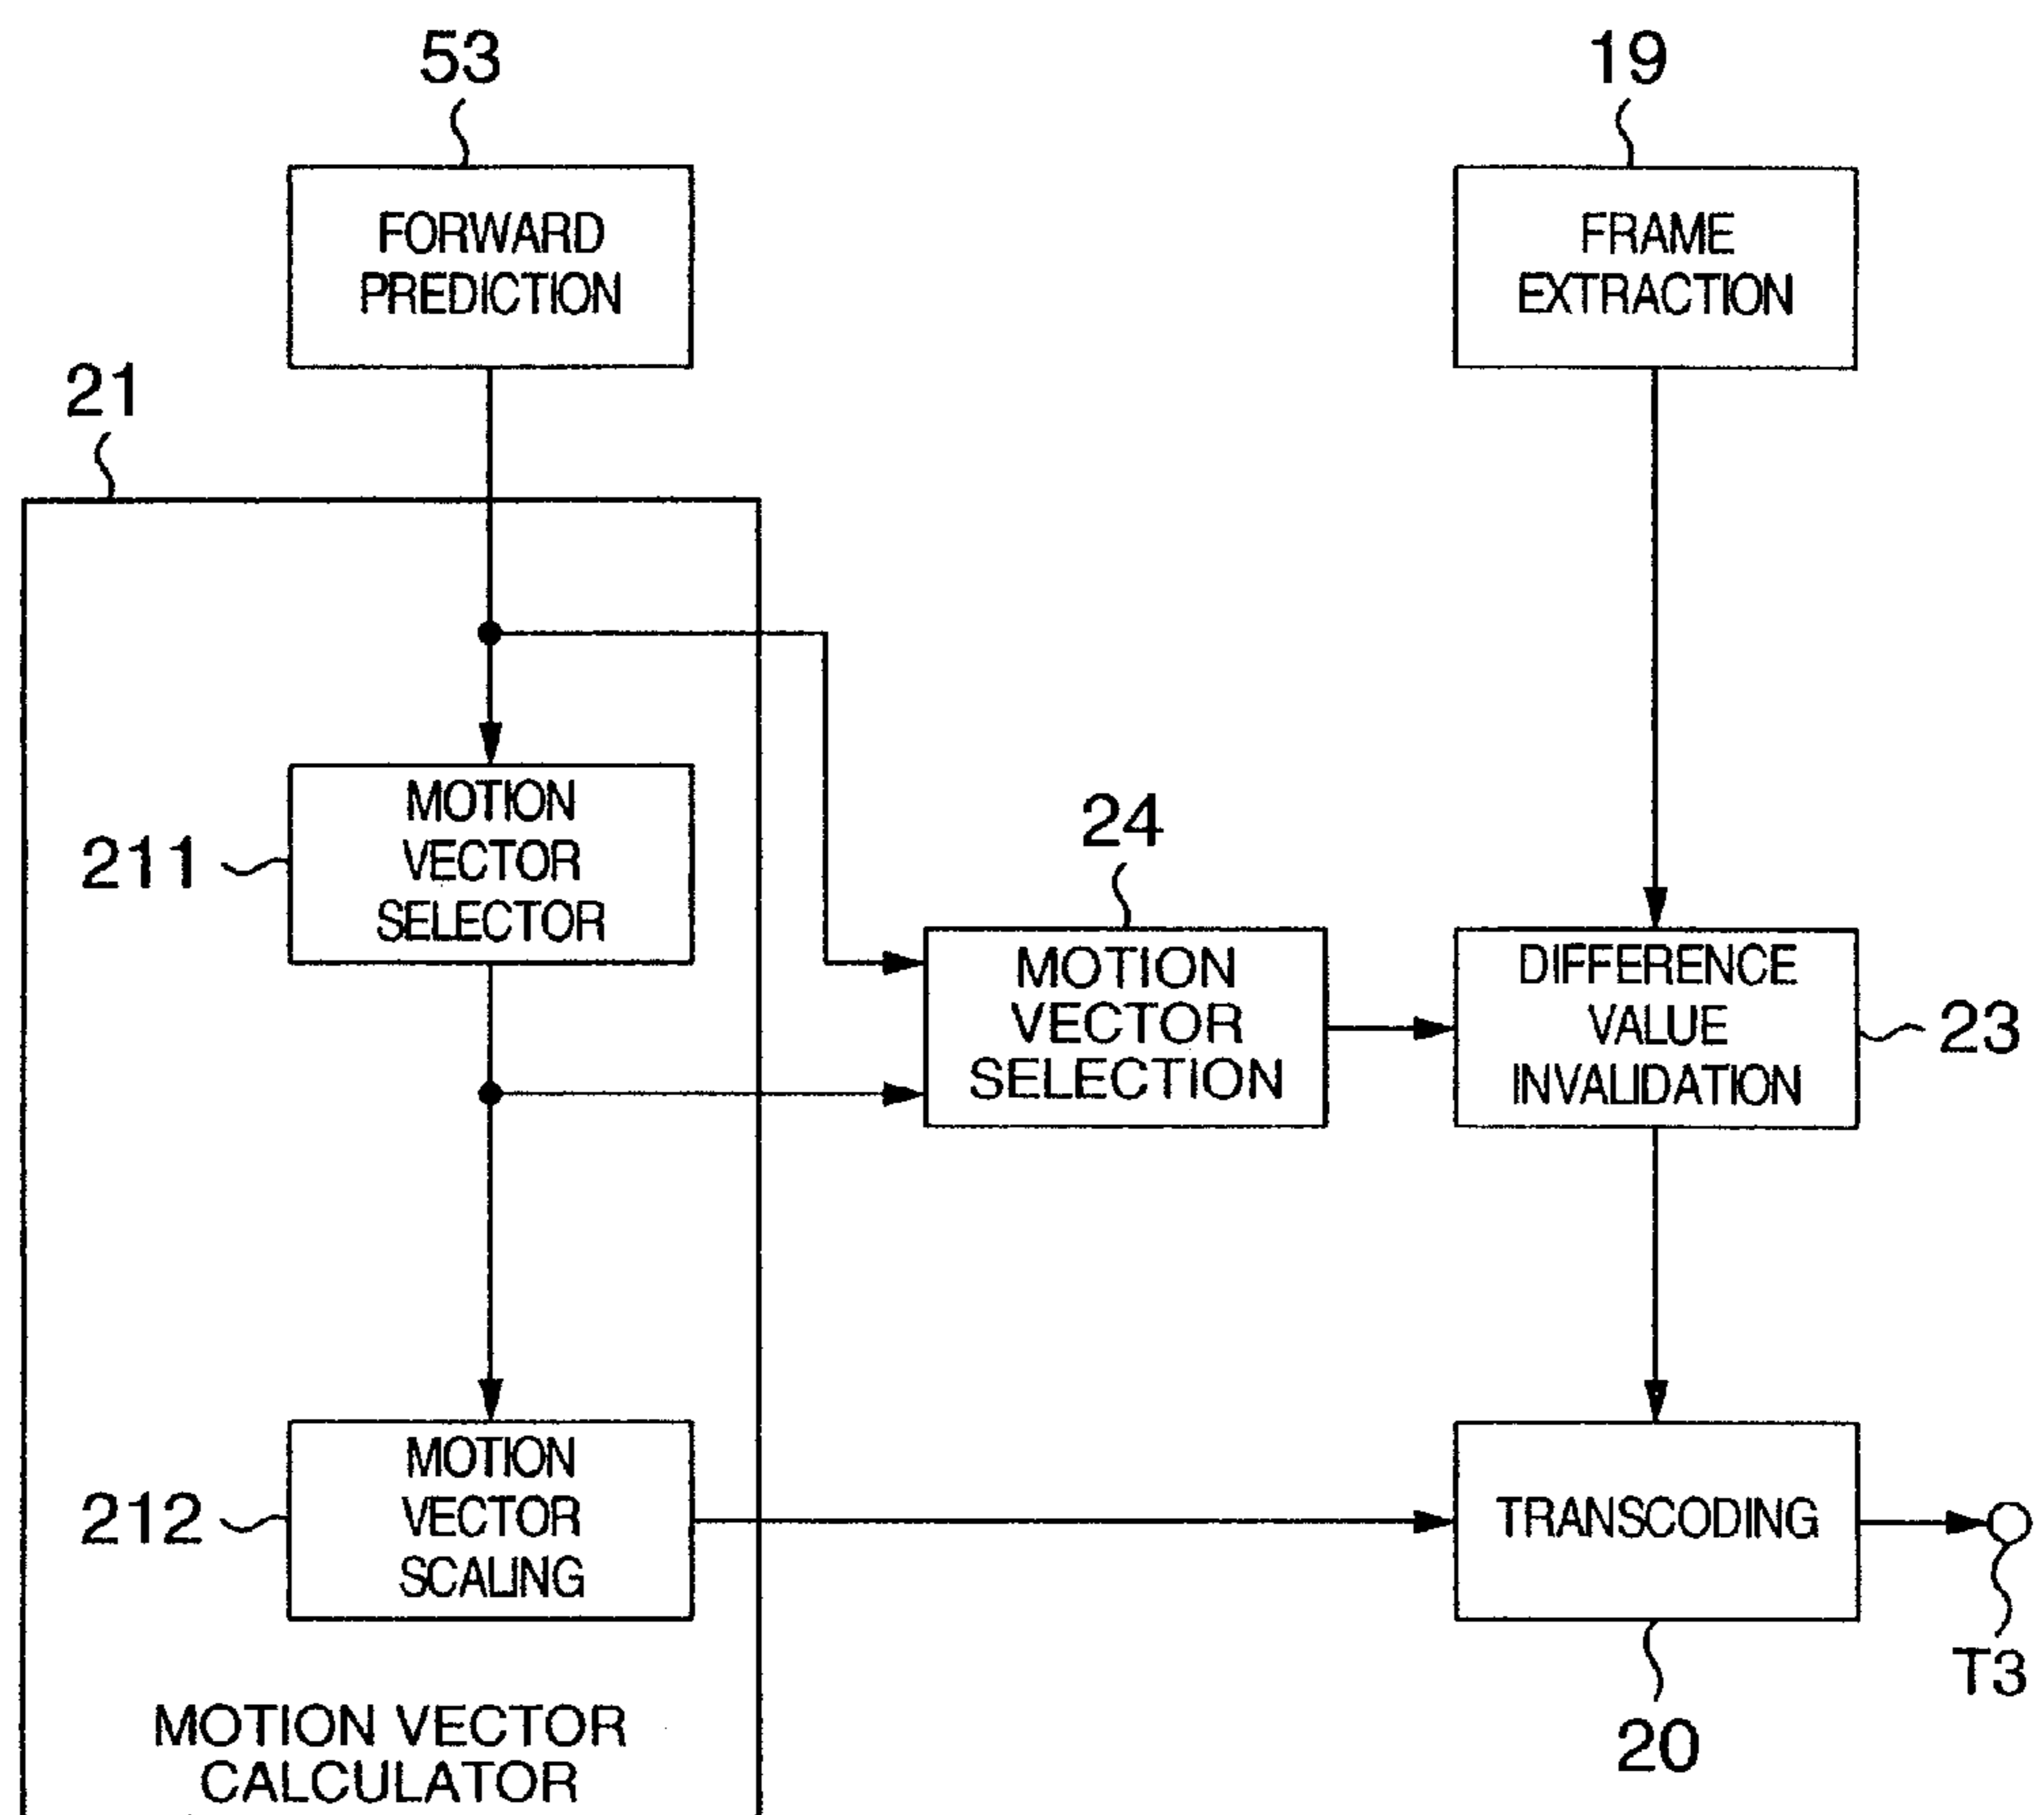 53
19
FORWARD
PREDICTION
FRAME
EXTRACTION
21
MOTION
VECTOR
SELECTOR
211
24
MOTION
VECTOR
SELECTION
DIFFERENCE
VALUE
INVALIDATION
23
MOTION
VECTOR
SCALING
212
TRANSCODING
T3
20
MOTION VECTOR
CALCULATOR